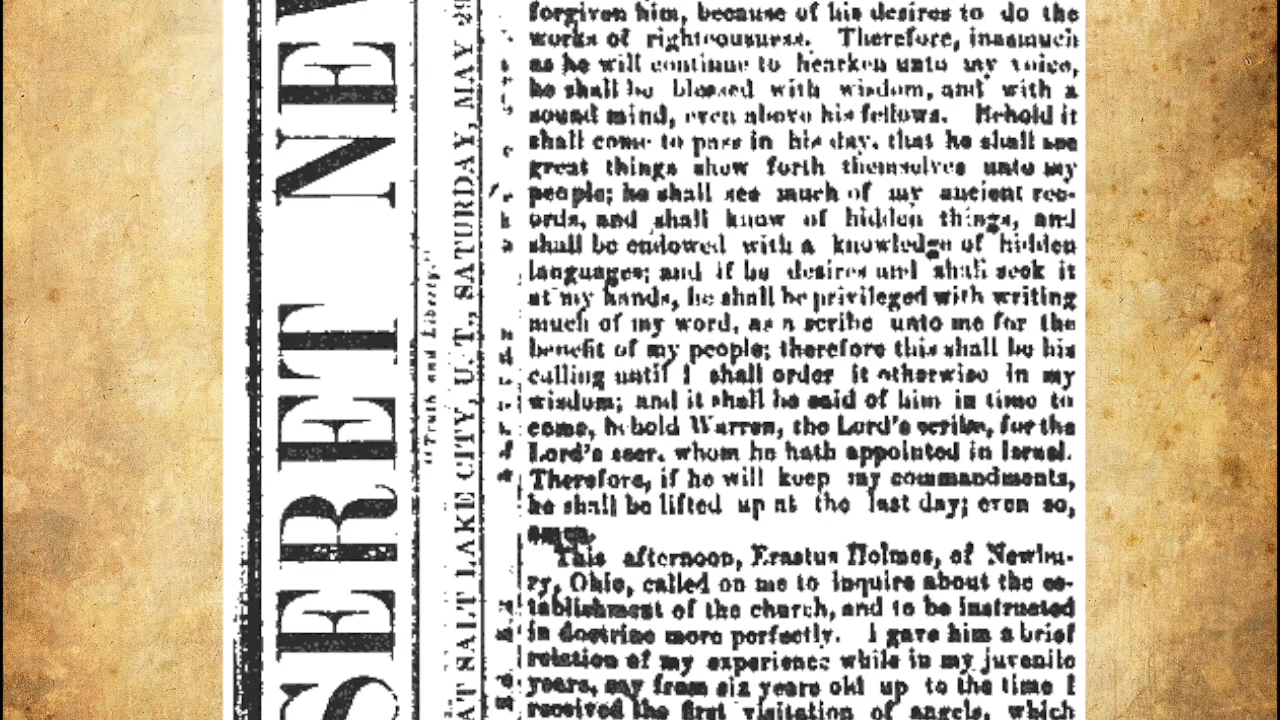 SERET NEW
"Truth and Liberty."
AT SALT LAKE CITY, U. T., SATURDAY, MAY 29
forgiven him, because of his desires to do the
works of righteousness. Therefore, inasmuch
as he will continue to hearken unto my voice,
he shall be blessed with wisdom, and with a
sound mind, even above his fellows. Behold it
shall come to pass in his day, that he shall see
great things show forth themselves unto my
people; he shall see much of my ancient rec-
ords, and shall know of hidden things, and
shall be endowed with a knowledge of hidden
languages; and if he desires and shall seek it
at my hands, he shall be privileged with writing
much of my word, as a scribe unto me for the
benefit of my people; therefore this shall be his
calling until I shall order it otherwise in my
wisdom; and it shall be said of him in time to
come, behold Warren, the Lord's scribe, for the
Lord's seer, whom he hath appointed in Israel.
Therefore, if he will keep my commandments,
he shall be lifted up at the last day; even so,
amen.
This afternoon, Erastus Holmes, of Newbu-
ry, Ohio, called on me to inquire about the es-
tablishment of the church, and to be instructed
in doctrine more perfectly. I gave him a brief
relation of my experience while in my juvenile
years, say from six years old up to the time I
received the first visitation of angels, which